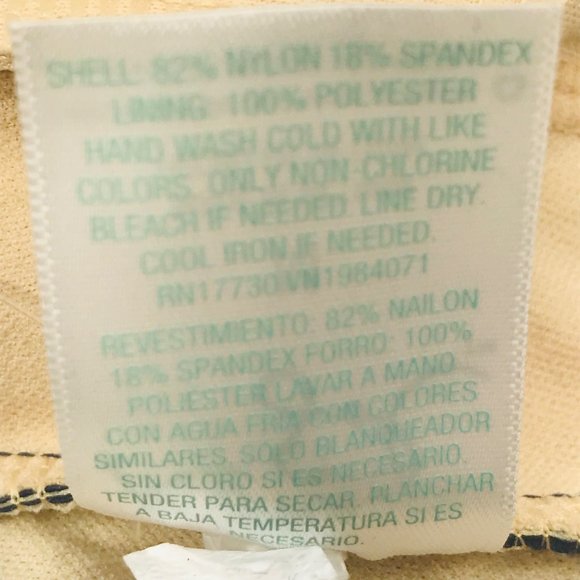 SHELL: 82% NYLON 18% SPANDEX
LINING: 100% POLYESTER
HAND WASH COLD WITH LIKE
COLORS. ONLY NON-CHLORINE
BLEACH IF NEEDED. LINE DRY.
COOL IRON IF NEEDED.
RN17730 VN1984071
REVESTIMIENTO: 82% NAILON
18% SPANDEX FORRO: 100%
POLIESTER LAVAR A MANO
CON AGUA FRIA CON COLORES
SIMILARES. SOLO BLANQUEADOR
SIN CLORO SI ES NECESARIO.
TENDER PARA SECAR. PLANCHAR
A BAJA TEMPERATURA SI ES
NECESARIO.